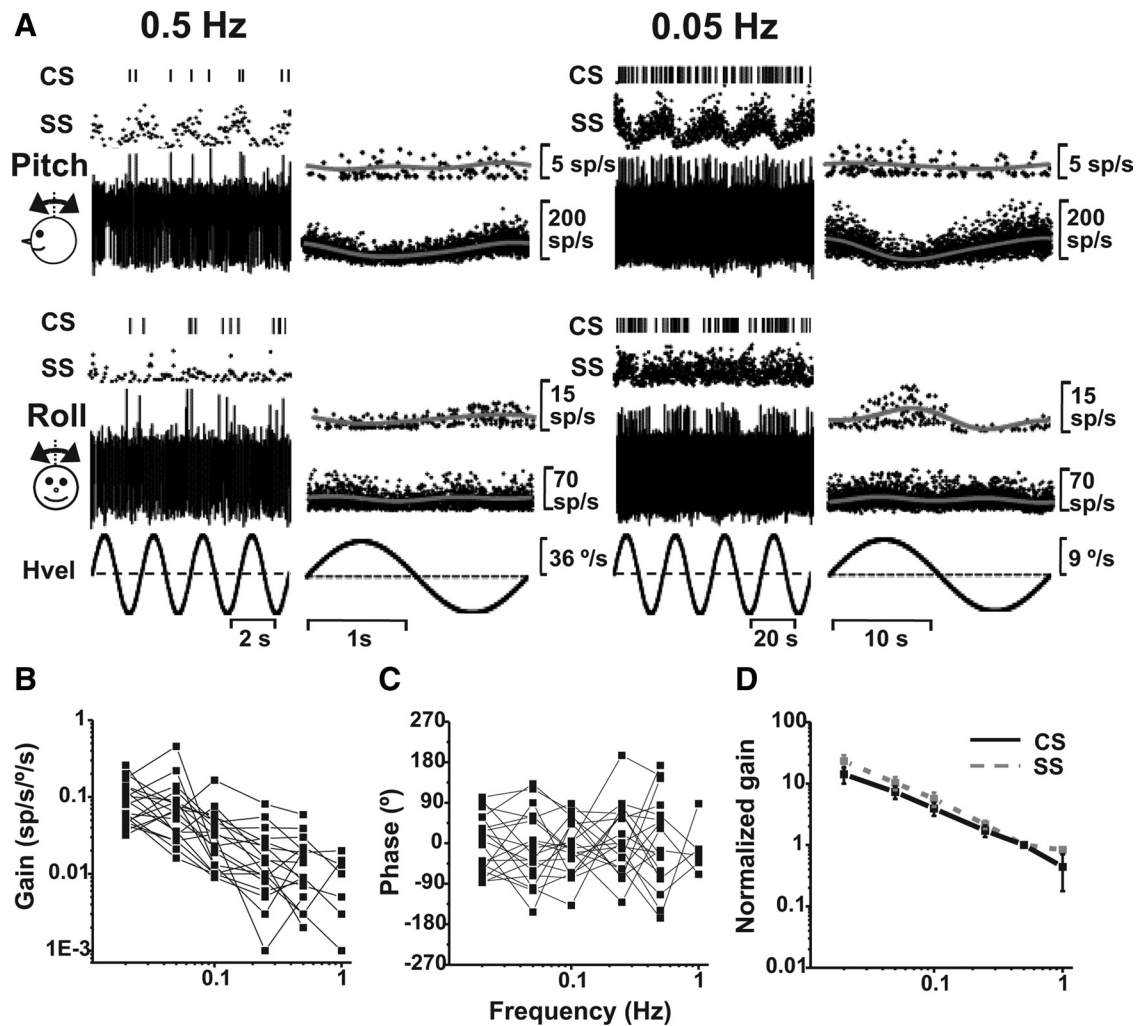 A
0.5 Hz
0.05 Hz
CS
CS
SS
SS
Pitch
5 sp/s
5 sp/s
200
sp/s
200
sp/s
CS
CS
SS
SS
Roll
15
sp/s
15
sp/s
70
sp/s
70
sp/s
Hvel
36 º/s
9 º/s
2 s
1s
20 s
10 s
B
C
D
Gain (sp/s/º/s)
1
0.1
0.01
1E-3
0.1
1
Phase (º)
270
180
90
0
-90
-180
-270
0.1
1
Normalized gain
100
10
1
0.1
0.01
CS
SS
0.1
1
Frequency (Hz)